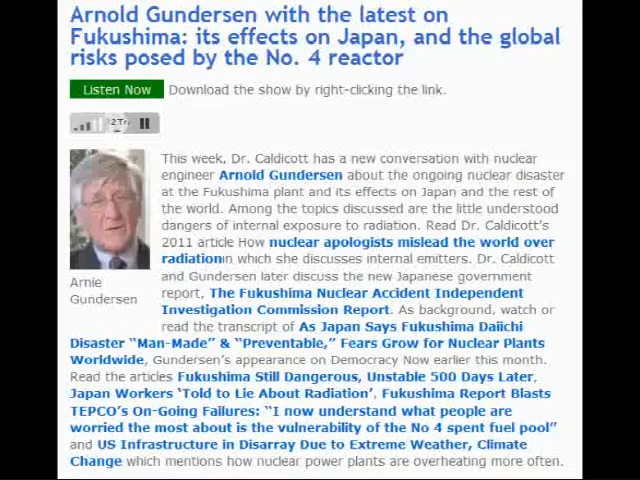 Arnold Gundersen with the latest on
Fukushima: its effects on Japan, and the global
risks posed by the No. 4 reactor
Listen Now Download the show by right-clicking the link.
This week, Dr. Caldicott has a new conversation with nuclear
engineer Arnold Gundersen about the ongoing nuclear disaster
at the Fukushima plant and its effects on Japan and the rest of
the world. Among the topics discussed are the little understood
dangers of internal exposure to radiation. Read Dr. Caldicott's
2011 article How nuclear apologists mislead the world over
radiationin which she discusses internal emitters. Dr. Caldicott
and Gundersen later discuss the new Japanese government
report, The Fukushima Nuclear Accident Independent
Investigation Commission Report. As background, watch or
read the transcript of As Japan Says Fukushima Daiichi
Arnie
Gundersen
Disaster “Man-Made” & “Preventable,” Fears Grow for Nuclear Plants
Worldwide, Gundersen's appearance on Democracy Now earlier this month.
Read the articles Fukushima Still Dangerous, Unstable 500 Days Later,
Japan Workers ‘Told to Lie About Radiation’, Fukushima Report Blasts
TEPCO’s On-Going Failures: “I now understand what people are
worried the most about is the vulnerability of the No 4 spent fuel pool”
and US Infrastructure in Disarray Due to Extreme Weather, Climate
Change which mentions how nuclear power plants are overheating more often.